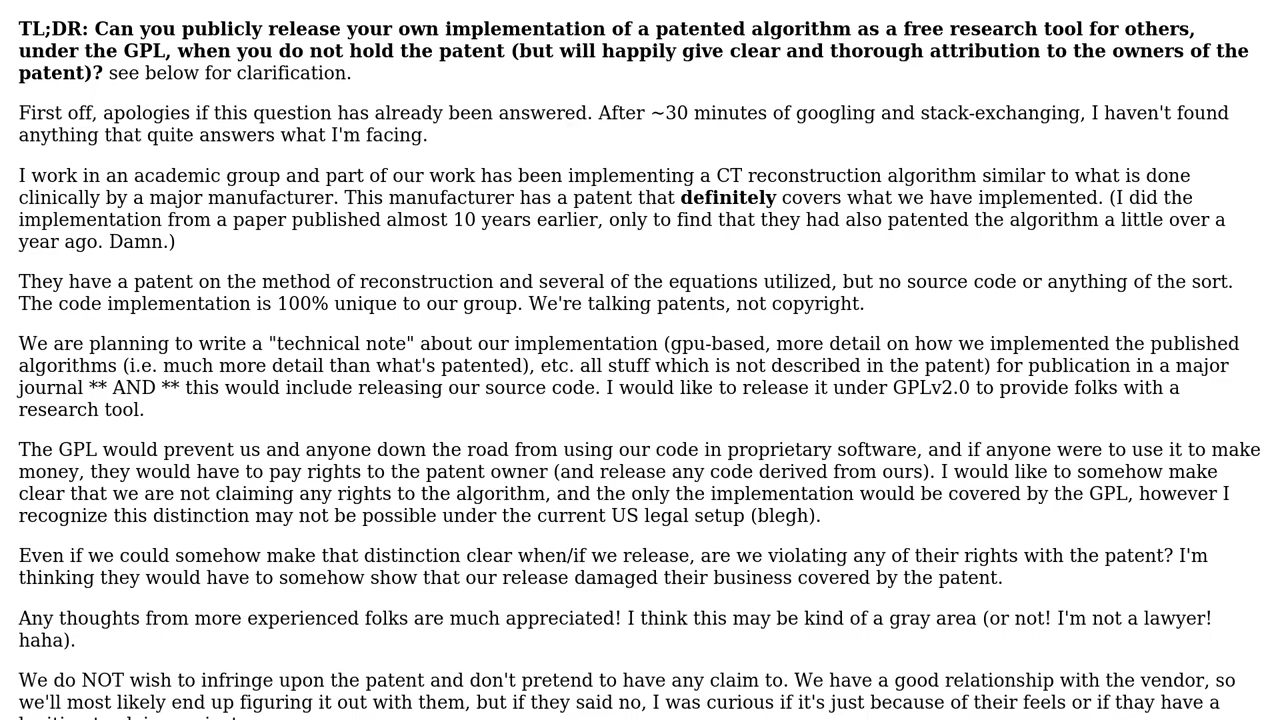 TL;DR: Can you publicly release your own implementation of a patented algorithm as a free research tool for others,
under the GPL, when you do not hold the patent (but will happily give clear and thorough attribution to the owners of the
patent)? see below for clarification.
First off, apologies if this question has already been answered. After ~30 minutes of googling and stack-exchanging, I haven't found
anything that quite answers what I'm facing.
I work in an academic group and part of our work has been implementing a CT reconstruction algorithm similar to what is done
clinically by a major manufacturer. This manufacturer has a patent that definitely covers what we have implemented. (I did the
implementation from a paper published almost 10 years earlier, only to find that they had also patented the algorithm a little over a
year ago. Damn.)
They have a patent on the method of reconstruction and several of the equations utilized, but no source code or anything of the sort.
The code implementation is 100% unique to our group. We're talking patents, not copyright.
We are planning to write a "technical note" about our implementation (gpu-based, more detail on how we implemented the published
algorithms (i.e. much more detail than what's patented), etc. all stuff which is not described in the patent) for publication in a major
journal ** AND ** this would include releasing our source code. I would like to release it under GPLv2.0 to provide folks with a
research tool.
The GPL would prevent us and anyone down the road from using our code in proprietary software, and if anyone were to use it to make
money, they would have to pay rights to the patent owner (and release any code derived from ours). I would like to somehow make
clear that we are not claiming any rights to the algorithm, and the only the implementation would be covered by the GPL, however I
recognize this distinction may not be possible under the current US legal setup (blegh).
Even if we could somehow make that distinction clear when/if we release, are we violating any of their rights with the patent? I'm
thinking they would have to somehow show that our release damaged their business covered by the patent.
Any thoughts from more experienced folks are much appreciated! I think this may be kind of a gray area (or not! I'm not a lawyer!
haha).
We do NOT wish to infringe upon the patent and don't pretend to have any claim to. We have a good relationship with the vendor, so
we'll most likely end up figuring it out with them, but if they said no, I was curious if it's just because of their feels or if thay have a